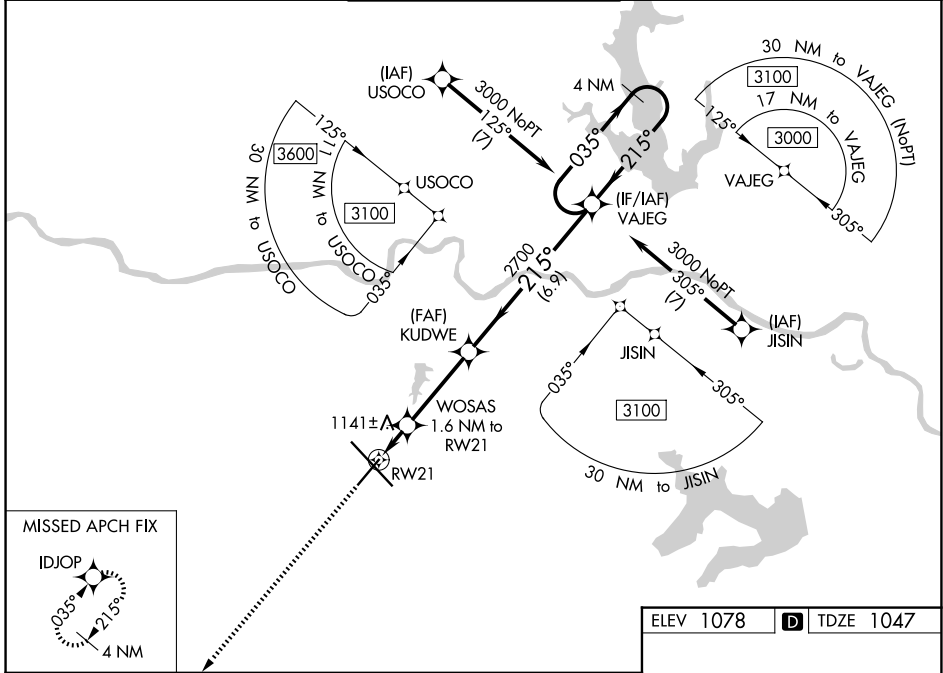 (IAF)
USOCO
3000 NoPT
125°
(7)
4 NM
035°
215°
(IF/IAF)
VAJEG
30 NM to VAJEG (NoPT)
3100
17 NM to VAJEG
3000
125°
VAJEG
305°
125°
3600
11 NM to USOCO
30 NM to USOCO
USOCO
3100
035°
2700
215°
(6.9)
3000 NoPT
305°
(7)
(IAF)
JISIN
(FAF)
KUDWE
JISIN
035°
305°
3100
30 NM to JISIN
WOSAS
1.6 NM to
RW21
1141±
RW21
MISSED APCH FIX
IDJOP
035°
215°
4 NM
ELEV 1078 D TDZE 1047